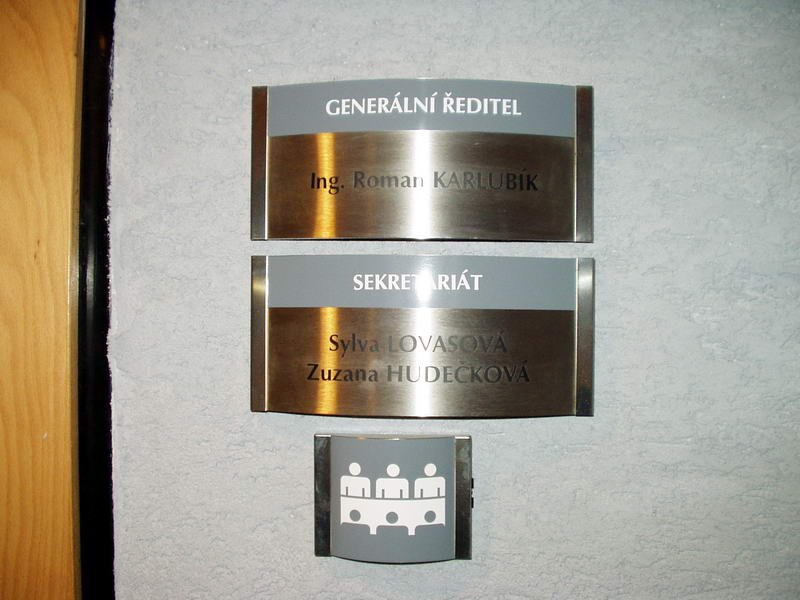 GENERÁLNÍ ŘEDITEL
Ing. Roman KARLUBÍK
SEKRETARIÁT
Sylva LOVASOVÁ
Zuzana HUDEČKOVÁ